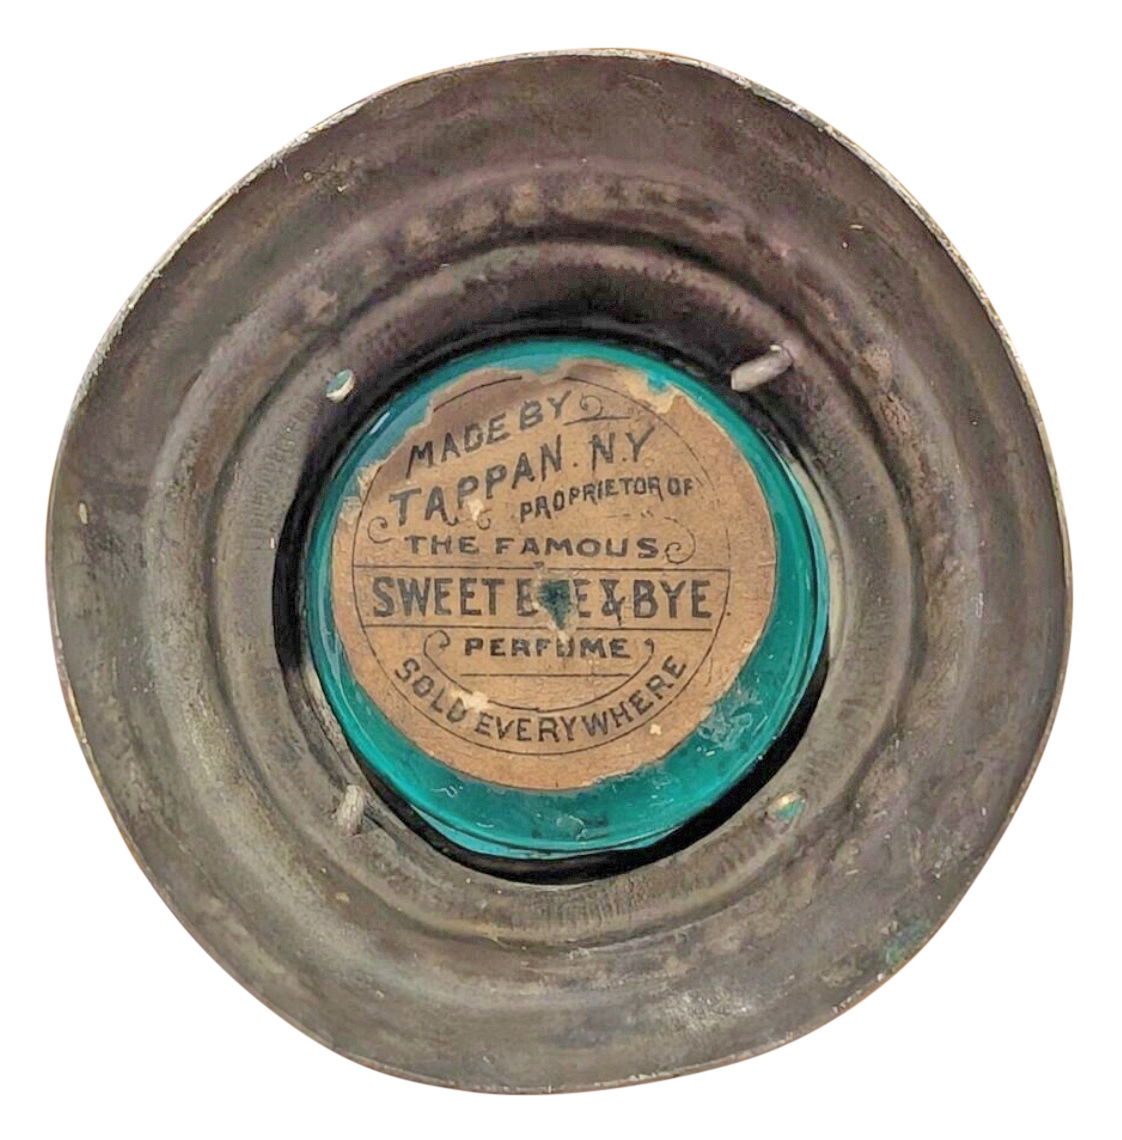 MADE BY
TAPPAN. N.Y
PROPRIETOR OF
THE FAMOUS
SWEET & BYE
PERFUME
SOLD EVERYWHERE